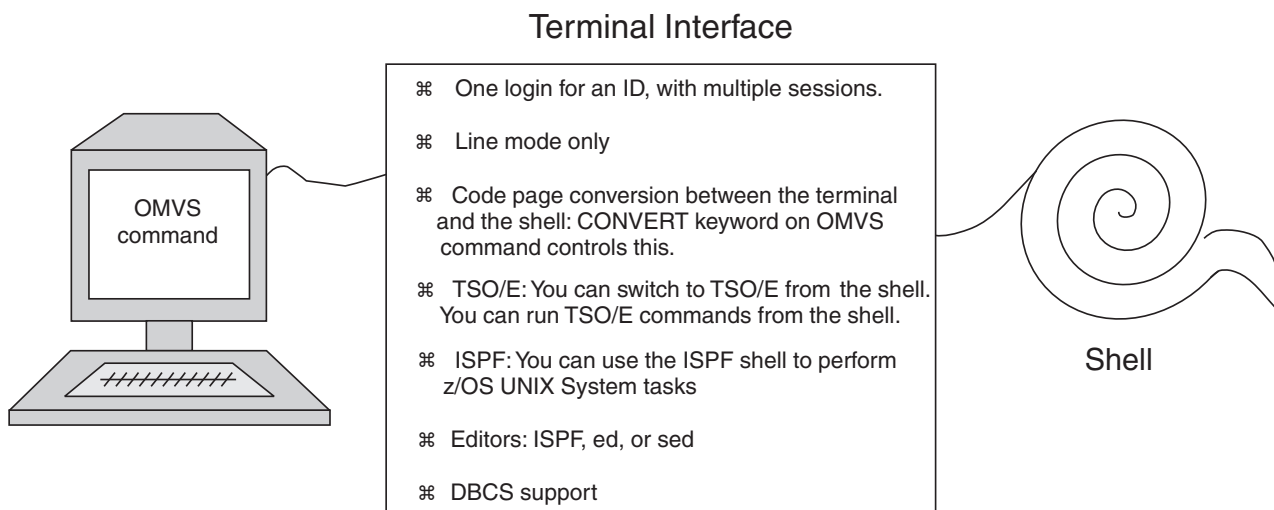 Terminal Interface
OMVS
command
⌘ One login for an ID, with multiple sessions.
⌘ Line mode only
⌘ Code page conversion between the terminal
and the shell: CONVERT keyword on OMVS
command controls this.
⌘ TSO/E: You can switch to TSO/E from the shell.
You can run TSO/E commands from the shell.
⌘ ISPF: You can use the ISPF shell to perform
z/OS UNIX System tasks
⌘ Editors: ISPF, ed, or sed
⌘ DBCS support
Shell